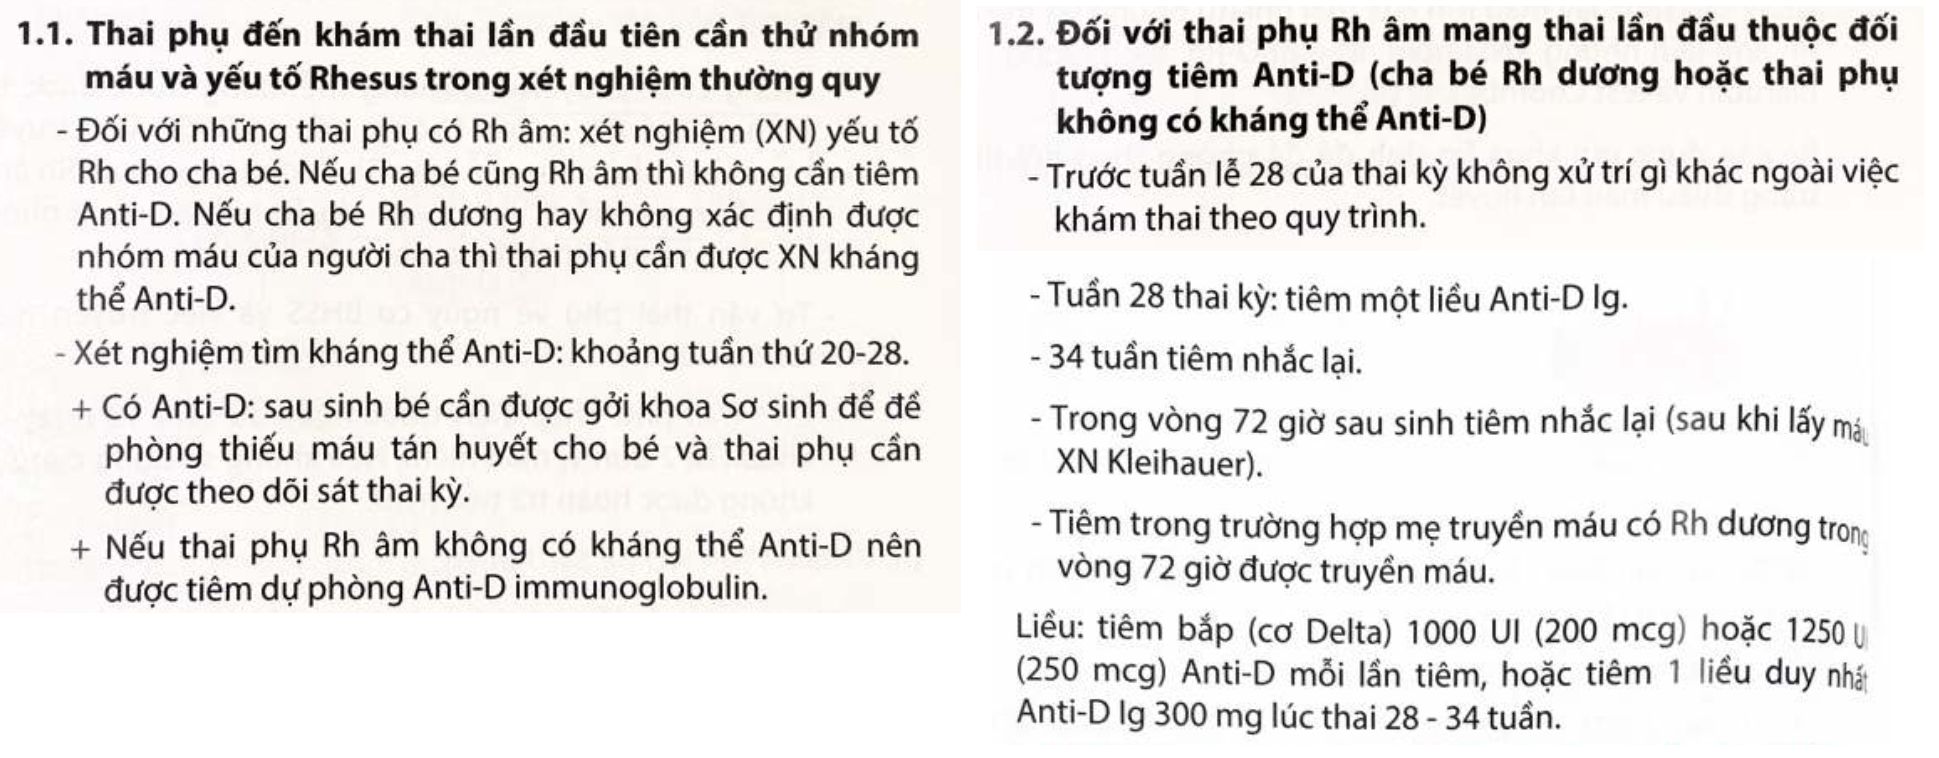 1.1. Thai phụ đến khám thai lần đầu tiên cần thử nhóm
máu và yếu tố Rhesus trong xét nghiệm thường quy
- Đối với những thai phụ có Rh âm: xét nghiệm (XN) yếu tố
Rh cho cha bé. Nếu cha bé cũng Rh âm thì không cần tiêm
Anti-D. Nếu cha bé Rh dương hay không xác định được
nhóm máu của người cha thì thai phụ cần được XN kháng
thể Anti-D.
- Xét nghiệm tìm kháng thể Anti-D: khoảng tuần thứ 20-28.
+ Có Anti-D: sau sinh bé cần được gởi khoa Sơ sinh để đề
phòng thiếu máu tán huyết cho bé và thai phụ cần
được theo dõi sát thai kỳ.
+ Nếu thai phụ Rh âm không có kháng thể Anti-D nên
được tiêm dự phòng Anti-D immunoglobulin.
1.2. Đối với thai phụ Rh âm mang thai lần đầu thuộc đối
tượng tiêm Anti-D (cha bé Rh dương hoặc thai phụ
không có kháng thể Anti-D)
- Trước tuần lễ 28 của thai kỳ không xử trí gì khác ngoài việc
khám thai theo quy trình.
- Tuần 28 thai kỳ: tiêm một liều Anti-D Ig.
- 34 tuần tiêm nhắc lại.
- Trong vòng 72 giờ sau sinh tiêm nhắc lại (sau khi lấy máu
XN Kleihauer).
- Tiêm trong trường hợp mẹ truyền máu có Rh dương trong
vòng 72 giờ được truyền máu.
Liều: tiêm bắp (cơ Delta) 1000 UI (200 mcg) hoặc 1250 UI
(250 mcg) Anti-D mỗi lần tiêm, hoặc tiêm 1 liều duy nhất
Anti-D Ig 300 mg lúc thai 28 - 34 tuần.